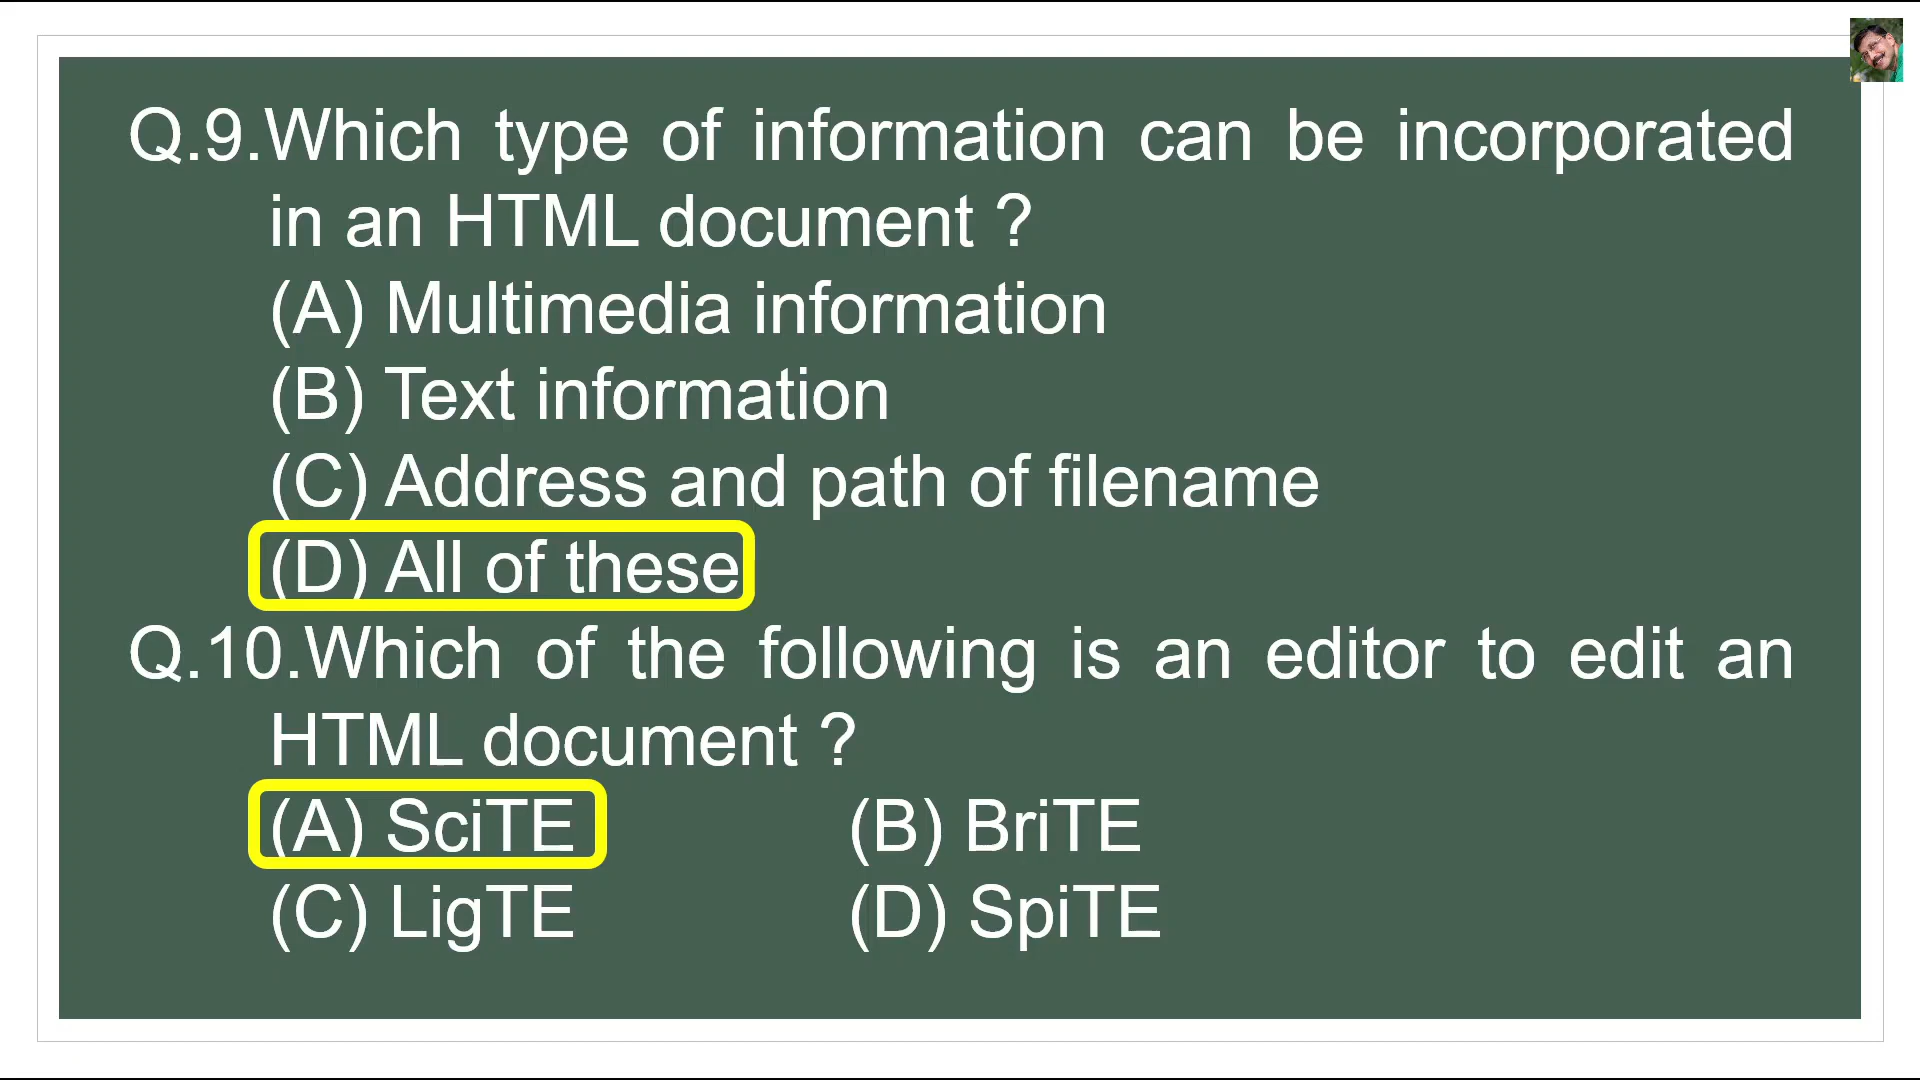 Q.9.Which type of information can be incorporated
in an HTML document ?
(A) Multimedia information
(B) Text information
(C) Address and path of filename
(D) All of these
Q.10.Which of the following is an editor to edit an
HTML document ?
(A) SciTE (B) BriTE
(C) LigTE (D) SpiTE